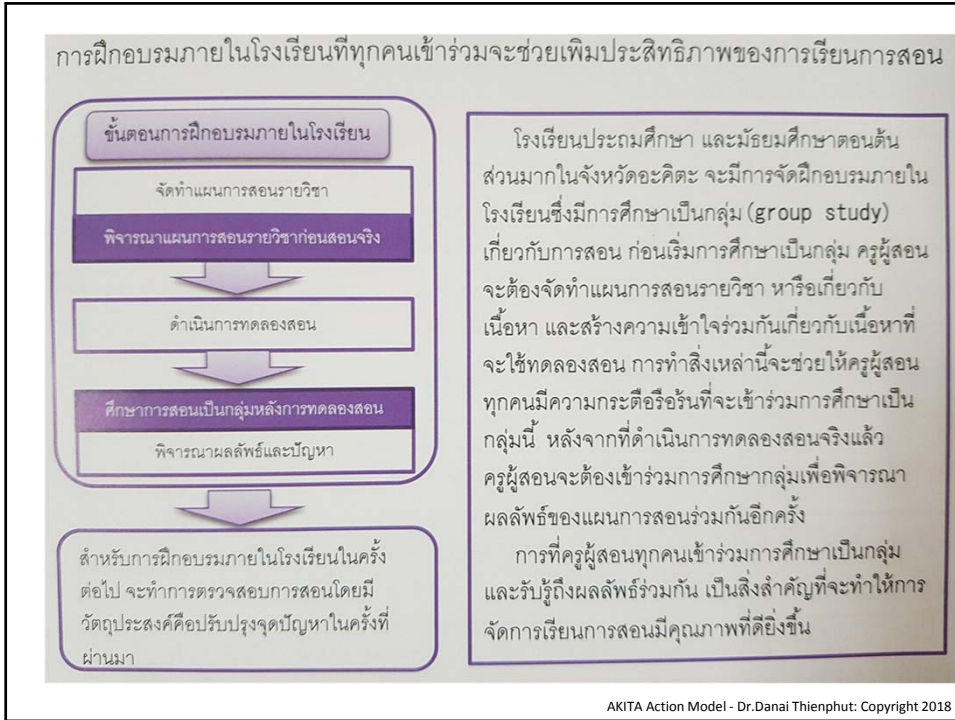 การฝึกอบรมภายในโรงเรียนที่ทุกคนเข้าร่วมจะช่วยเพิ่มประสิทธิภาพของการเรียนการสอน
ขั้นตอนการฝึกอบรมภายในโรงเรียน
จัดทำแผนการสอนรายวิชา
พิจารณาแผนการสอนรายวิชาก่อนสอนจริง
ดำเนินการทดลองสอน
ศึกษาการสอนเป็นกลุ่มหลังการทดลองสอน
พิจารณาผลลัพธ์และปัญหา
สำหรับการฝึกอบรมภายในโรงเรียนในครั้ง
ต่อไป จะทำการตรวจสอบการสอนโดยมี
วัตถุประสงค์คือปรับปรุงจุดปัญหาในครั้งที่
ผ่านมา
โรงเรียนประถมศึกษา และมัธยมศึกษาตอนต้น
ส่วนมากในจังหวัดอะคิตะ จะมีการจัดฝึกอบรมภายใน
โรงเรียนซึ่งมีการศึกษาเป็นกลุ่ม (group study)
เกี่ยวกับการสอน ก่อนเริ่มการศึกษาเป็นกลุ่ม ครูผู้สอน
จะต้องจัดทำแผนการสอนรายวิชา หารือเกี่ยวกับ
เนื้อหา และสร้างความเข้าใจร่วมกันเกี่ยวกับเนื้อหาที่
จะใช้ทดลองสอน การทำสิ่งเหล่านี้จะช่วยให้ครูผู้สอน
ทุกคนมีความกระตือรือร้นที่จะเข้าร่วมการศึกษาเป็น
กลุ่มนี้ หลังจากที่ดำเนินการทดลองสอนจริงแล้ว
ครูผู้สอนจะต้องเข้าร่วมการศึกษากลุ่มเพื่อพิจารณา
ผลลัพธ์ของแผนการสอนร่วมกันอีกครั้ง
การที่ครูผู้สอนทุกคนเข้าร่วมการศึกษาเป็นกลุ่ม
และรับรู้ถึงผลลัพธ์ร่วมกัน เป็นสิ่งสำคัญที่จะทำให้การ
จัดการเรียนการสอนมีคุณภาพที่ดียิ่งขึ้น
AKITA Action Model - Dr.Danai Thienphut: Copyright 2018